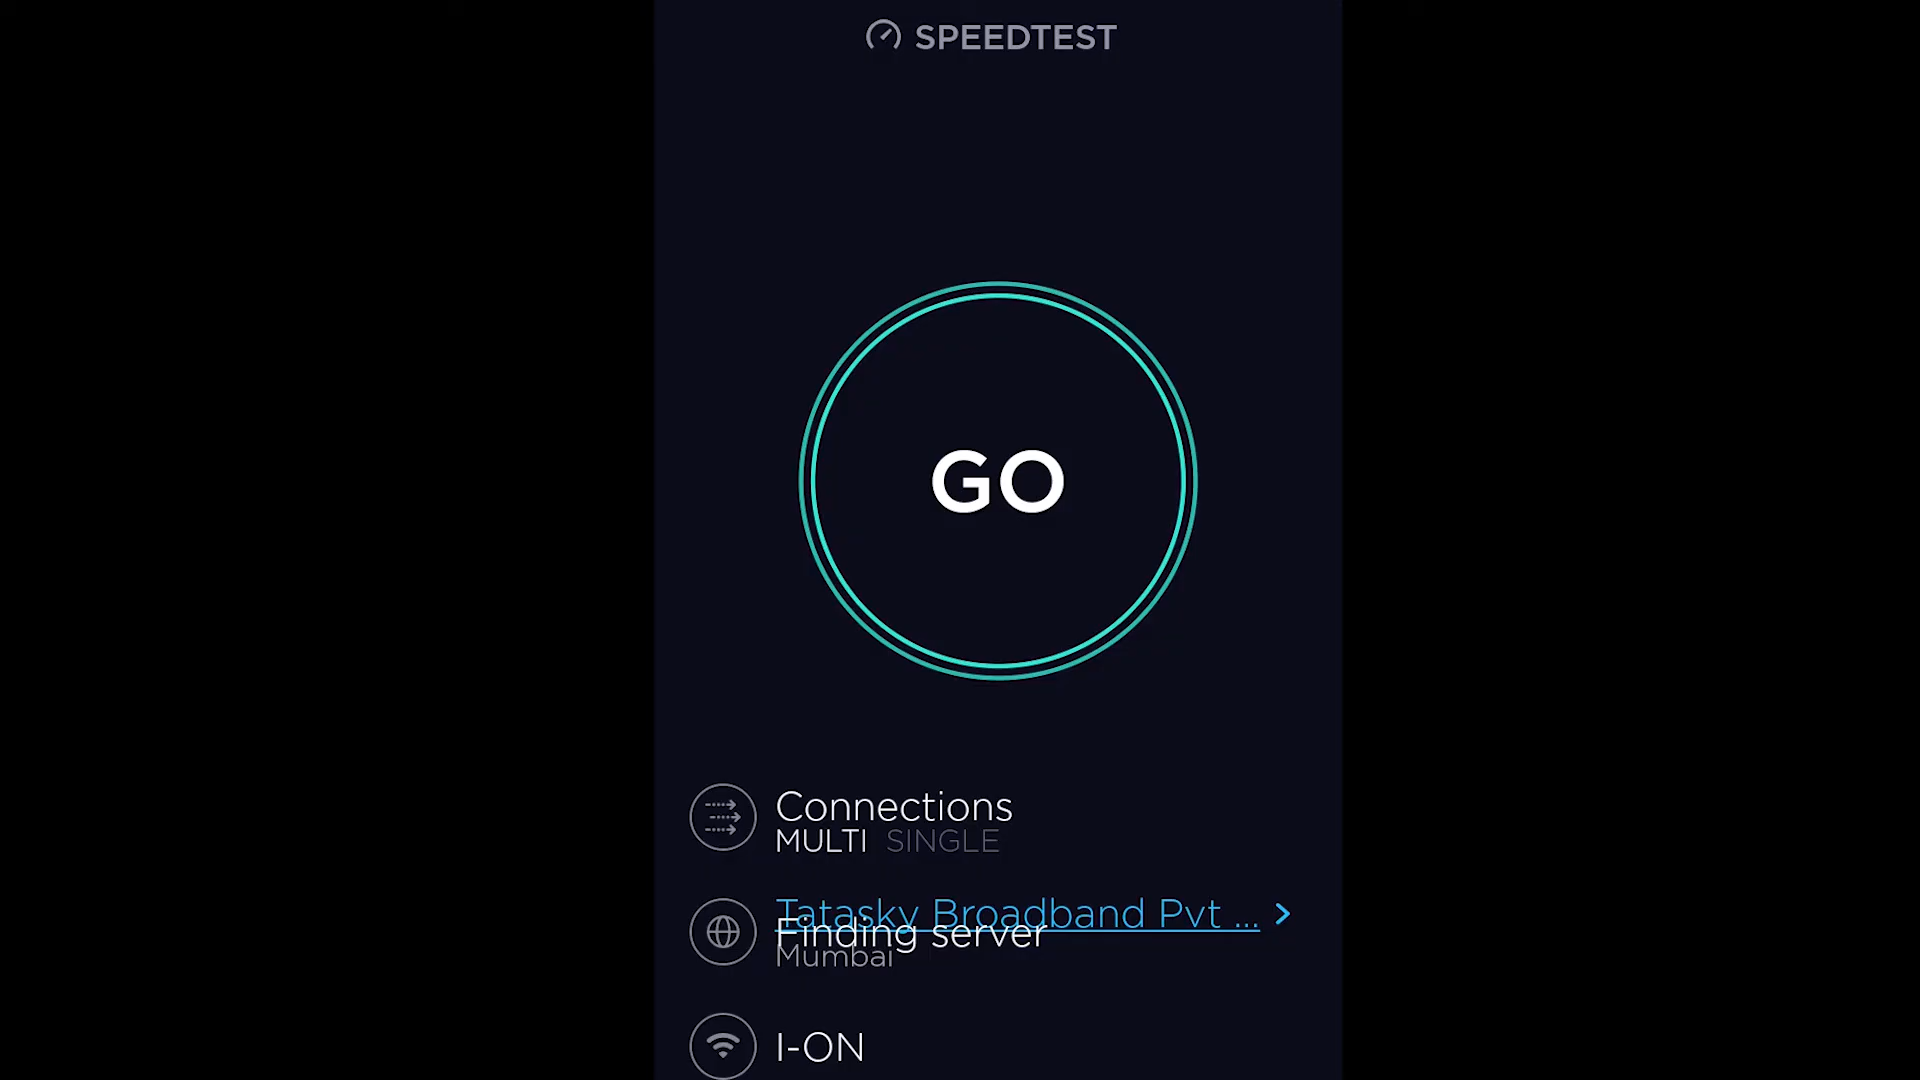 SPEEDTEST
GO
Connections
MULTI SINGLE
Tatasky Broadband Pvt ...
Finding server
Mumbai
I-ON